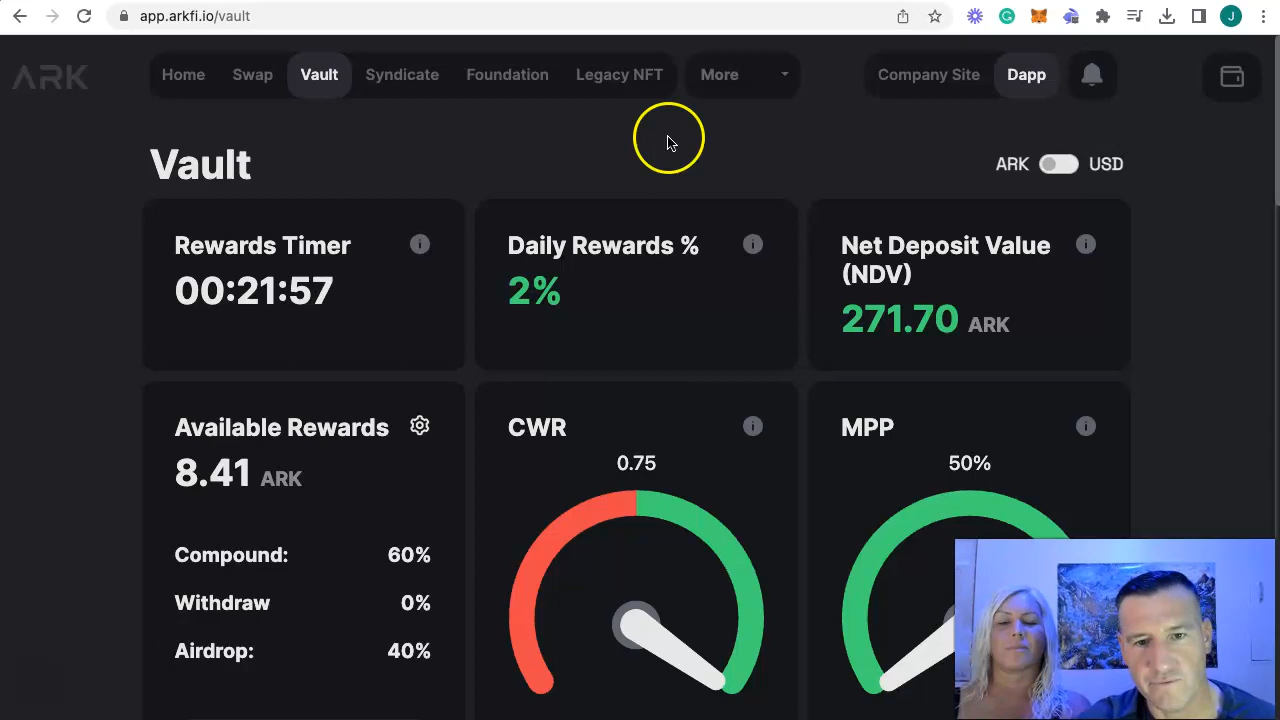 app.arkfi.io/vault
J
ARK
Home
Swap
Vault
Syndicate
Foundation
Legacy NFT
More
Company Site
Dapp
Vault
ARK
USD
Rewards Timer
00:21:57
Daily Rewards %
2%
Net Deposit Value
(NDV)
271.70 ARK
Available Rewards
8.41 ARK
Compound: 60%
Withdraw 0%
Airdrop: 40%
CWR
0.75
MPP
50%